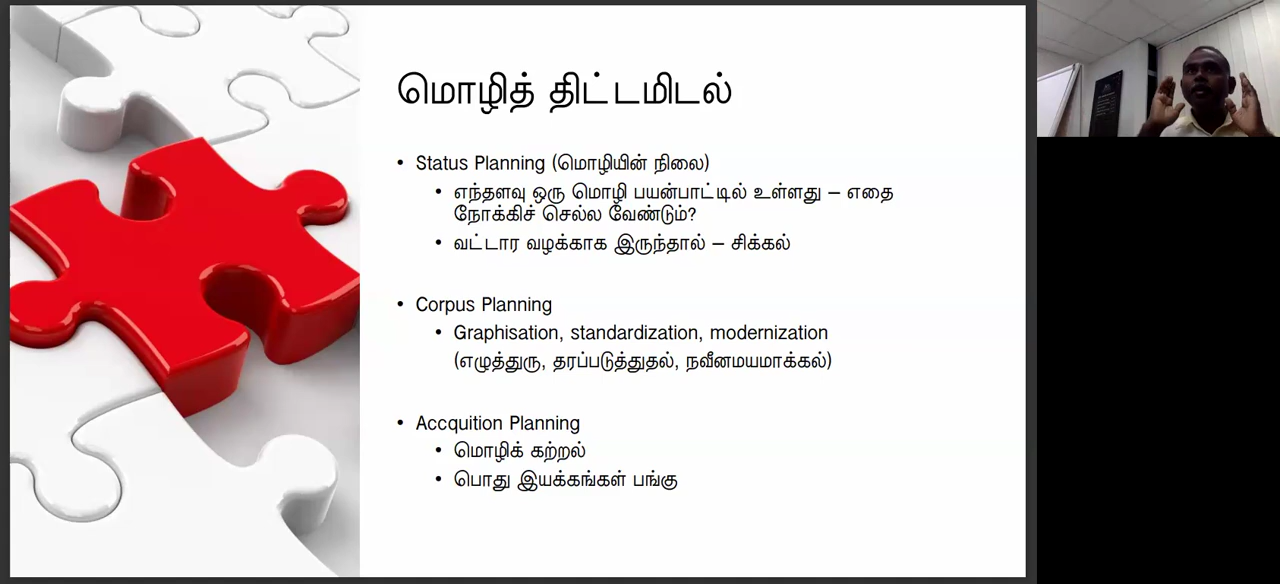 மொழித் திட்டமிடல்
• Status Planning (மொழியின் நிலை)
• எந்தளவு ஒரு மொழி பயன்பாட்டில் உள்ளது – எதை
நோக்கிச் செல்ல வேண்டும்?
• வட்டார வழக்காக இருந்தால் – சிக்கல்
• Corpus Planning
• Graphisation, standardization, modernization
(எழுத்துரு, தரப்படுத்துதல், நவீனமயமாக்கல்)
• Accquition Planning
• மொழிக் கற்றல்
• பொது இயக்கங்கள் பங்கு